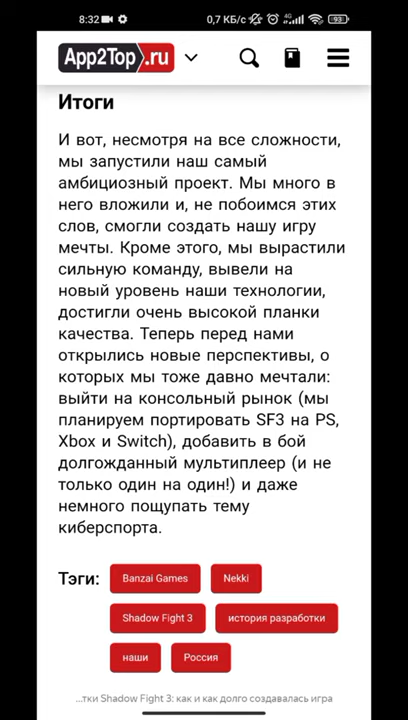 8:32
0,7 КБ/с
4G
93
App2Top.ru
Итоги
И вот, несмотря на все сложности,
мы запустили наш самый
амбициозный проект. Мы много в
него вложили и, не побоимся этих
слов, смогли создать нашу игру
мечты. Кроме этого, мы вырастили
сильную команду, вывели на
новый уровень наши технологии,
достигли очень высокой планки
качества. Теперь перед нами
открылись новые перспективы, о
которых мы тоже давно мечтали:
выйти на консольный рынок (мы
планируем портировать SF3 на PS,
Xbox и Switch), добавить в бой
долгожданный мультиплеер (и не
только один на один!) и даже
немного пощупать тему
киберспорта.
Тэги:
Banzai Games
Nekki
Shadow Fight 3
история разработки
наши
Россия
...тки Shadow Fight 3: как и как долго создавалась игра